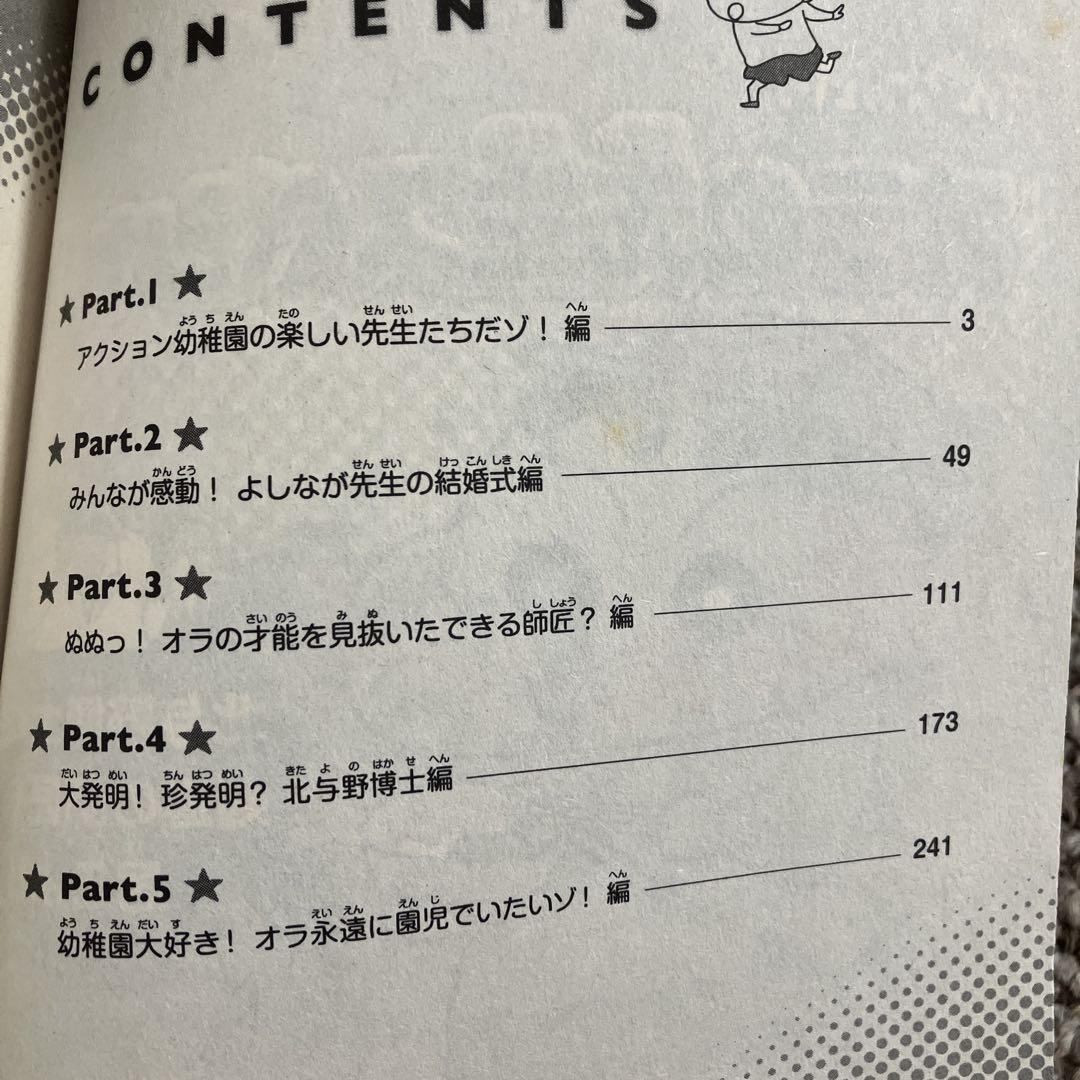 CONTENTS
★Part.1★
アクション幼稚園の楽しい先生たちだゾ！編 3
★Part.2★
みんなが感動！よしなが先生の結婚式編 49
★Part.3★
ぬぬっ！オラの才能を見抜いたできる師匠？編 111
★Part.4★
大発明！珍発明？北与野博士編 173
★Part.5★
幼稚園大好き！オラ永遠に園児でいたいゾ！編 241